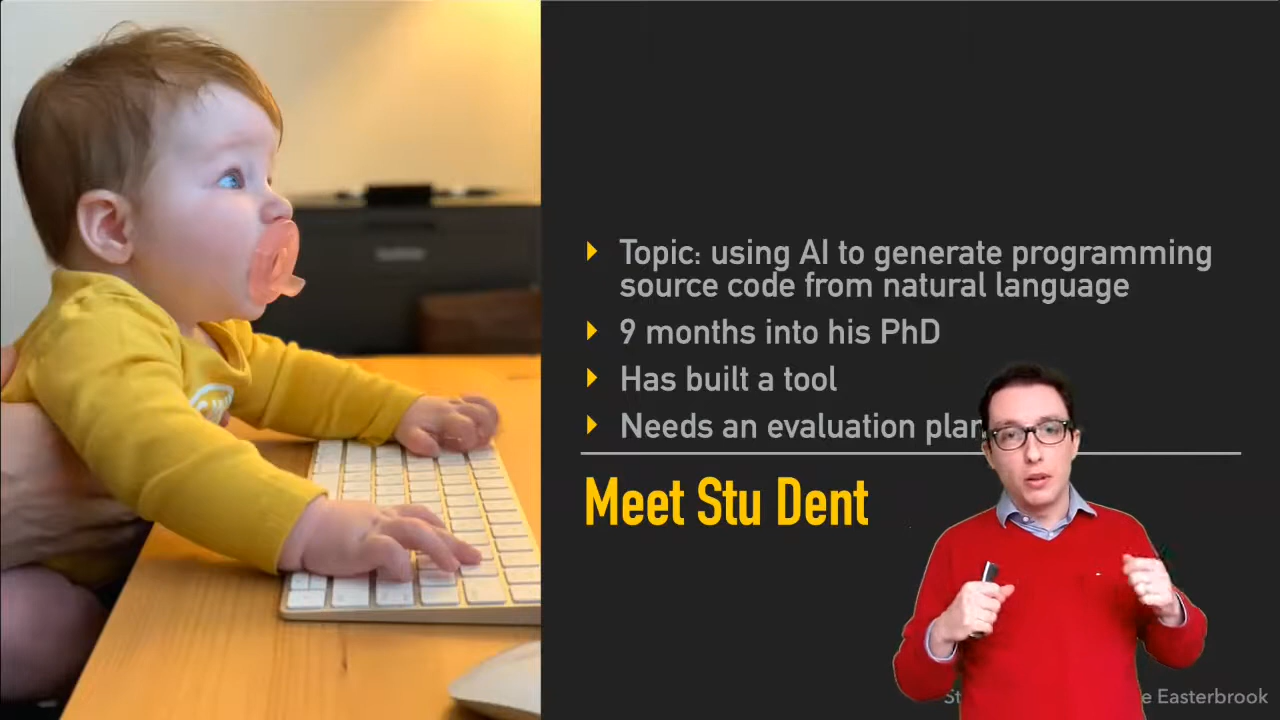 Topic: using AI to generate programming
source code from natural language
9 months into his PhD
Has built a tool
Needs an evaluation plan
Meet Stu Dent
Easterbrook